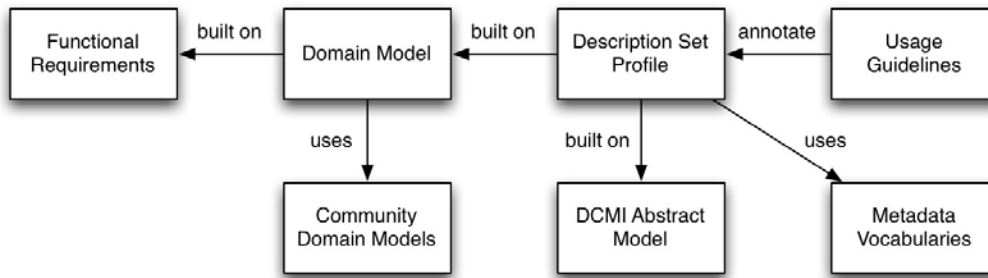 Functional
Requirements
built on
Domain Model
built on
Description Set
Profile
annotate
Usage
Guidelines
uses
built on
uses
Community
Domain Models
DCMI Abstract
Model
Metadata
Vocabularies